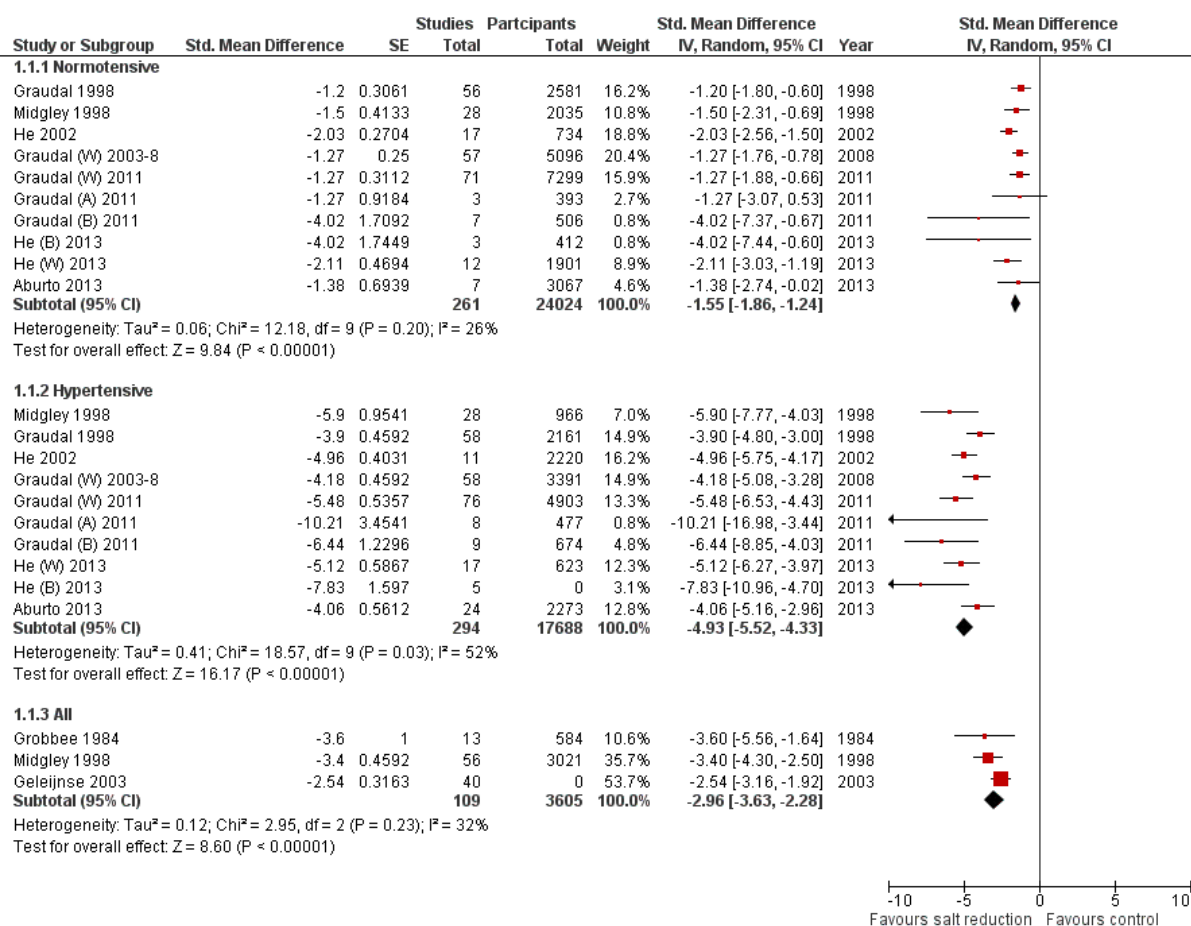 Studies Partcipants Std. Mean Difference Std. Mean Difference
Study or Subgroup Std. Mean Difference SE Total Total Weight IV, Random, 95% CI Year IV, Random, 95% CI
1.1.1 Normotensive
Graudal 1998 -1.2 0.3061 56 2581 16.2% -1.20 [-1.80, -0.60] 1998
Midgley 1998 -1.5 0.4133 28 2035 10.8% -1.50 [-2.31, -0.69] 1998
He 2002 -2.03 0.2704 17 734 18.8% -2.03 [-2.56, -1.50] 2002
Graudal (W) 2003-8 -1.27 0.25 57 5096 20.4% -1.27 [-1.76, -0.78] 2008
Graudal (W) 2011 -1.27 0.3112 71 7299 15.9% -1.27 [-1.88, -0.66] 2011
Graudal (A) 2011 -1.27 0.9184 3 393 2.7% -1.27 [-3.07, 0.53] 2011
Graudal (B) 2011 -4.02 1.7092 7 506 0.8% -4.02 [-7.37, -0.67] 2011
He (B) 2013 -4.02 1.7449 3 412 0.8% -4.02 [-7.44, -0.60] 2013
He (W) 2013 -2.11 0.4694 12 1901 8.9% -2.11 [-3.03, -1.19] 2013
Aburto 2013 -1.38 0.6939 7 3067 4.6% -1.38 [-2.74, -0.02] 2013
Subtotal (95% CI) 261 24024 100.0% -1.55 [-1.86, -1.24]
Heterogeneity: Tau² = 0.06; Chi² = 12.18, df = 9 (P = 0.20); I² = 26%
Test for overall effect: Z = 9.84 (P < 0.00001)
1.1.2 Hypertensive
Midgley 1998 -5.9 0.9541 28 966 7.0% -5.90 [-7.77, -4.03] 1998
Graudal 1998 -3.9 0.4592 58 2161 14.9% -3.90 [-4.80, -3.00] 1998
He 2002 -4.96 0.4031 11 2220 16.2% -4.96 [-5.75, -4.17] 2002
Graudal (W) 2003-8 -4.18 0.4592 58 3391 14.9% -4.18 [-5.08, -3.28] 2008
Graudal (W) 2011 -5.48 0.5357 76 4903 13.3% -5.48 [-6.53, -4.43] 2011
Graudal (A) 2011 -10.21 3.4541 8 477 0.8% -10.21 [-16.98, -3.44] 2011
Graudal (B) 2011 -6.44 1.2296 9 674 4.8% -6.44 [-8.85, -4.03] 2011
He (W) 2013 -5.12 0.5867 17 623 12.3% -5.12 [-6.27, -3.97] 2013
He (B) 2013 -7.83 1.597 5 0 3.1% -7.83 [-10.96, -4.70] 2013
Aburto 2013 -4.06 0.5612 24 2273 12.8% -4.06 [-5.16, -2.96] 2013
Subtotal (95% CI) 294 17688 100.0% -4.93 [-5.52, -4.33]
Heterogeneity: Tau² = 0.41; Chi² = 18.57, df = 9 (P = 0.03); I² = 52%
Test for overall effect: Z = 16.17 (P < 0.00001)
1.1.3 All
Grobbee 1984 -3.6 1 13 584 10.6% -3.60 [-5.56, -1.64] 1984
Midgley 1998 -3.4 0.4592 56 3021 35.7% -3.40 [-4.30, -2.50] 1998
Geleijnse 2003 -2.54 0.3163 40 0 53.7% -2.54 [-3.16, -1.92] 2003
Subtotal (95% CI) 109 3605 100.0% -2.96 [-3.63, -2.28]
Heterogeneity: Tau² = 0.12; Chi² = 2.95, df = 2 (P = 0.23); I² = 32%
Test for overall effect: Z = 8.60 (P < 0.00001)
-10 -5 0 5 10
Favours salt reduction Favours control